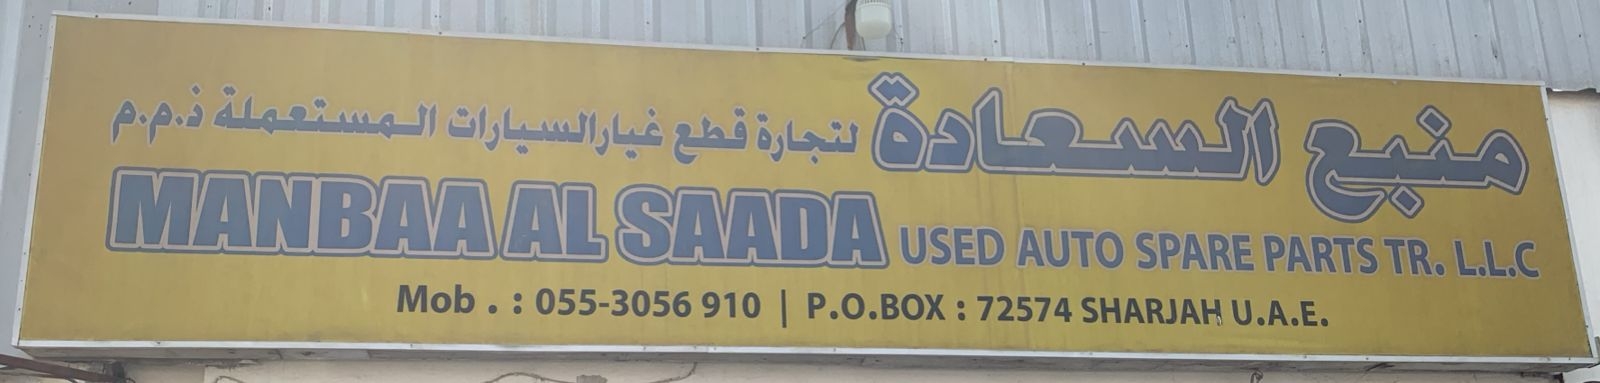 منبع السعادة لتجارة قطع غيار السيارات المستعملة ذ.م.م
MANBAA AL SAADA USED AUTO SPARE PARTS TR. L.L.C
Mob . : 055-3056 910 | P.O.BOX : 72574 SHARJAH U.A.E.